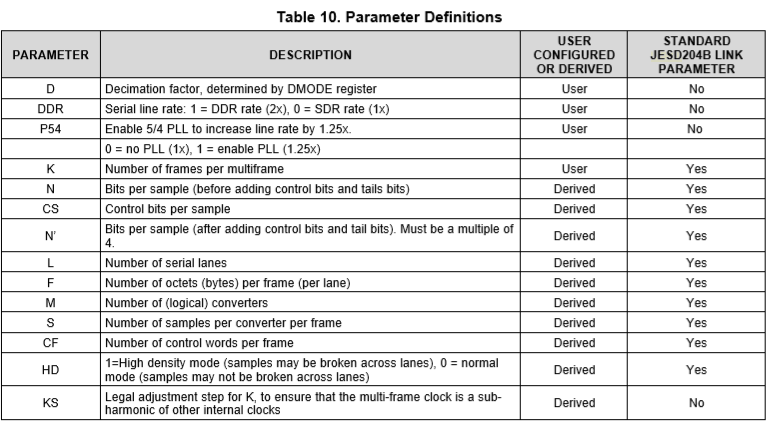 Table 10. Parameter Definitions
PARAMETER DESCRIPTION USER CONFIGURED OR DERIVED STANDARD JESD204B LINK PARAMETER
D Decimation factor, determined by DMODE register User No
DDR Serial line rate: 1 = DDR rate (2x), 0 = SDR rate (1x) User No
P54 Enable 5/4 PLL to increase line rate by 1.25x. User No
0 = no PLL (1x), 1 = enable PLL (1.25x)
K Number of frames per multiframe User Yes
N Bits per sample (before adding control bits and tails bits) Derived Yes
CS Control bits per sample Derived Yes
N' Bits per sample (after adding control bits and tail bits). Must be a multiple of 4. Derived Yes
L Number of serial lanes Derived Yes
F Number of octets (bytes) per frame (per lane) Derived Yes
M Number of (logical) converters Derived Yes
S Number of samples per converter per frame Derived Yes
CF Number of control words per frame Derived Yes
HD 1=High density mode (samples may be broken across lanes), 0 = normal mode (samples may not be broken across lanes) Derived Yes
KS Legal adjustment step for K, to ensure that the multi-frame clock is a sub-harmonic of other internal clocks Derived No